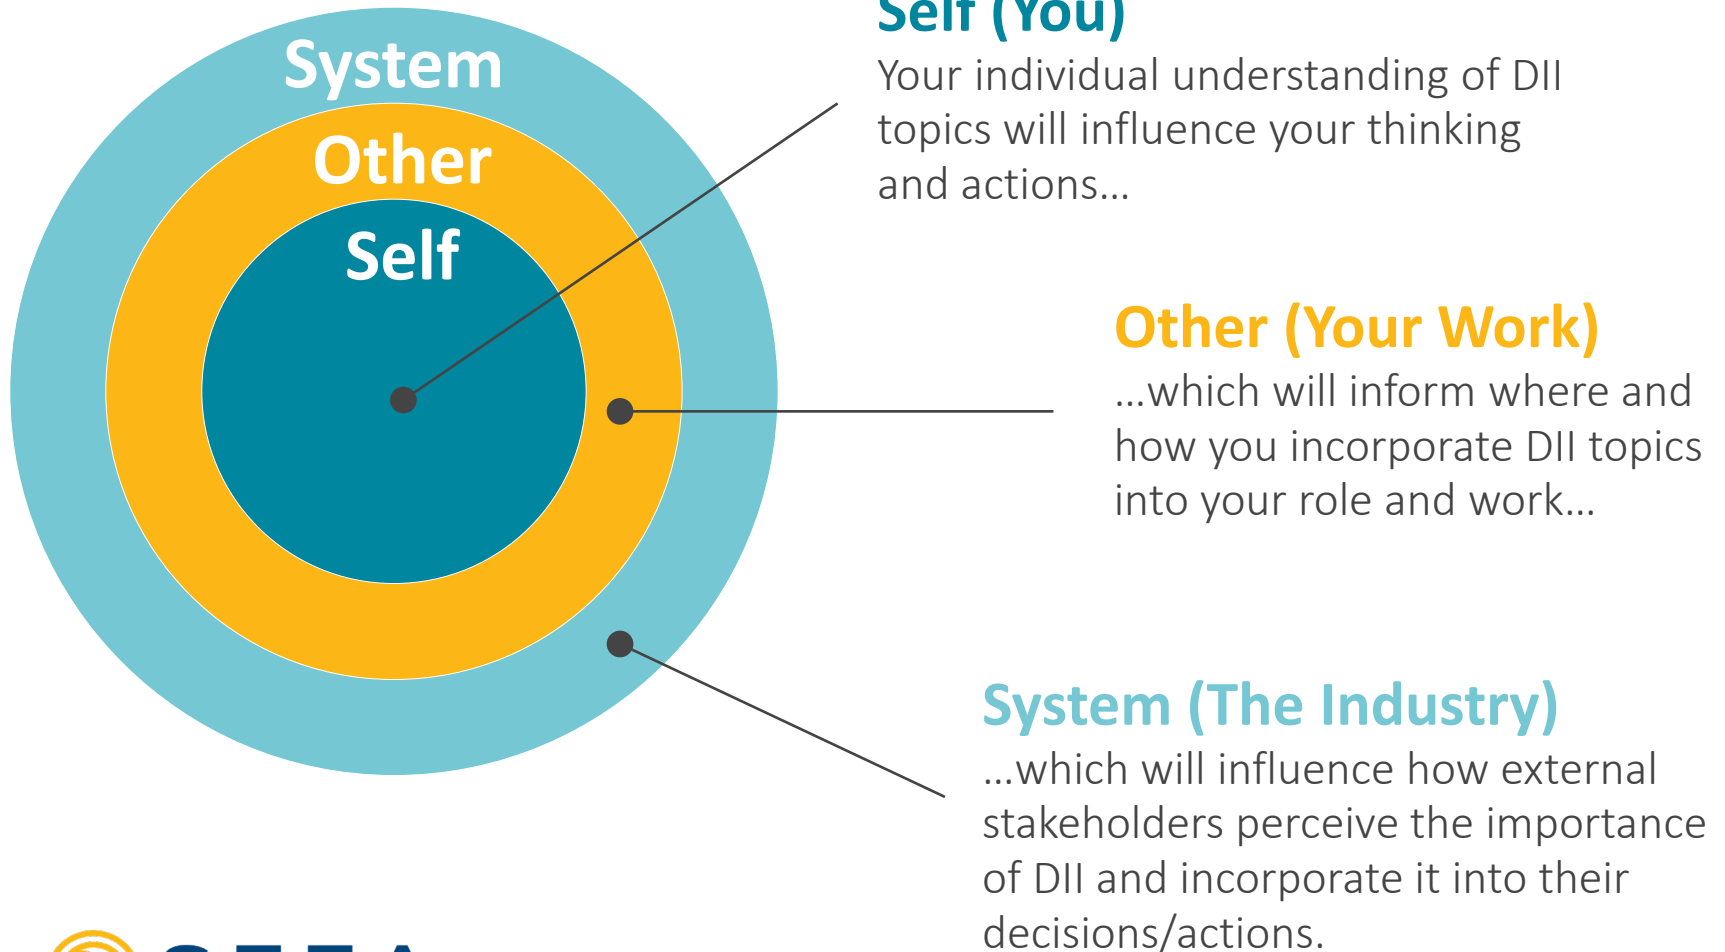 System
Other
Self
Self (You)
Your individual understanding of DII
topics will influence your thinking
and actions...
Other (Your Work)
...which will inform where and
how you incorporate DII topics
into your role and work...
System (The Industry)
...which will influence how external
stakeholders perceive the importance
of DII and incorporate it into their
decisions/actions.